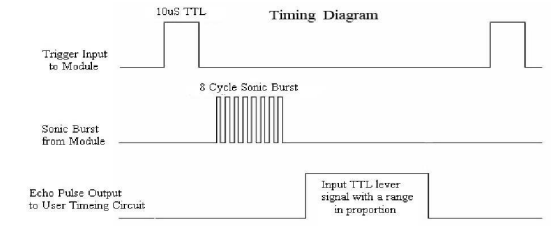 10uS TTL
Timing Diagram
Trigger Input
to Module
8 Cycle Sonic Burst
Sonic Burst
from Module
Echo Pulse Output
to User Timeing Circuit
Input TTL lever
signal with a range
in proportion